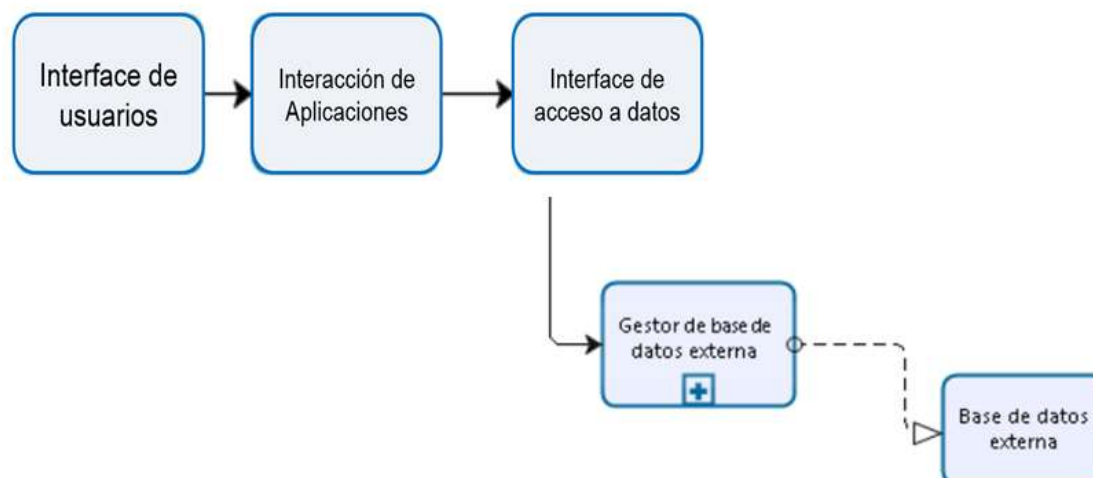 Interface de
usuarios
Interacción de
Aplicaciones
Interface de
acceso a datos
Gestor de base de
datos externa
Base de datos
externa